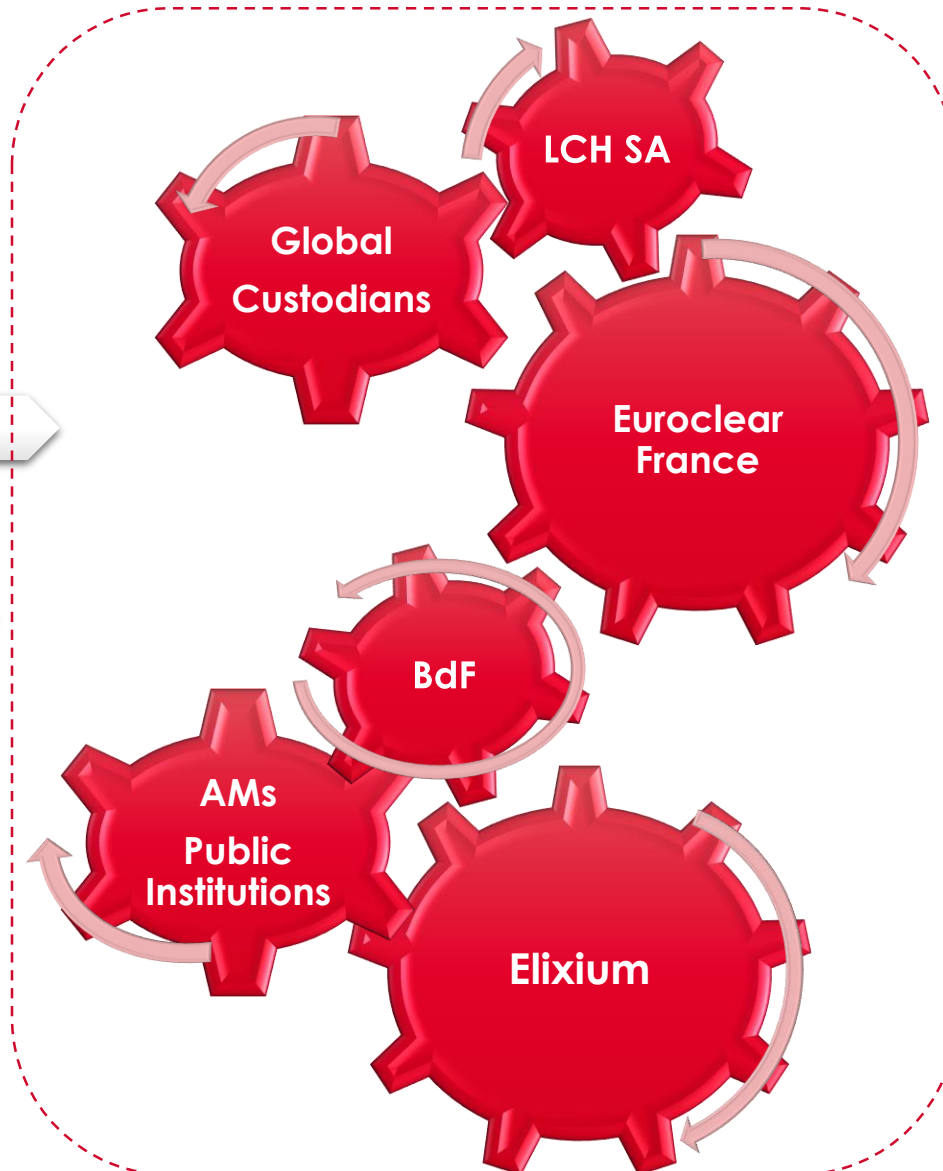 LCH SA
Global
Custodians
Euroclear
France
BdF
AMs
Public
Institutions
Elixium